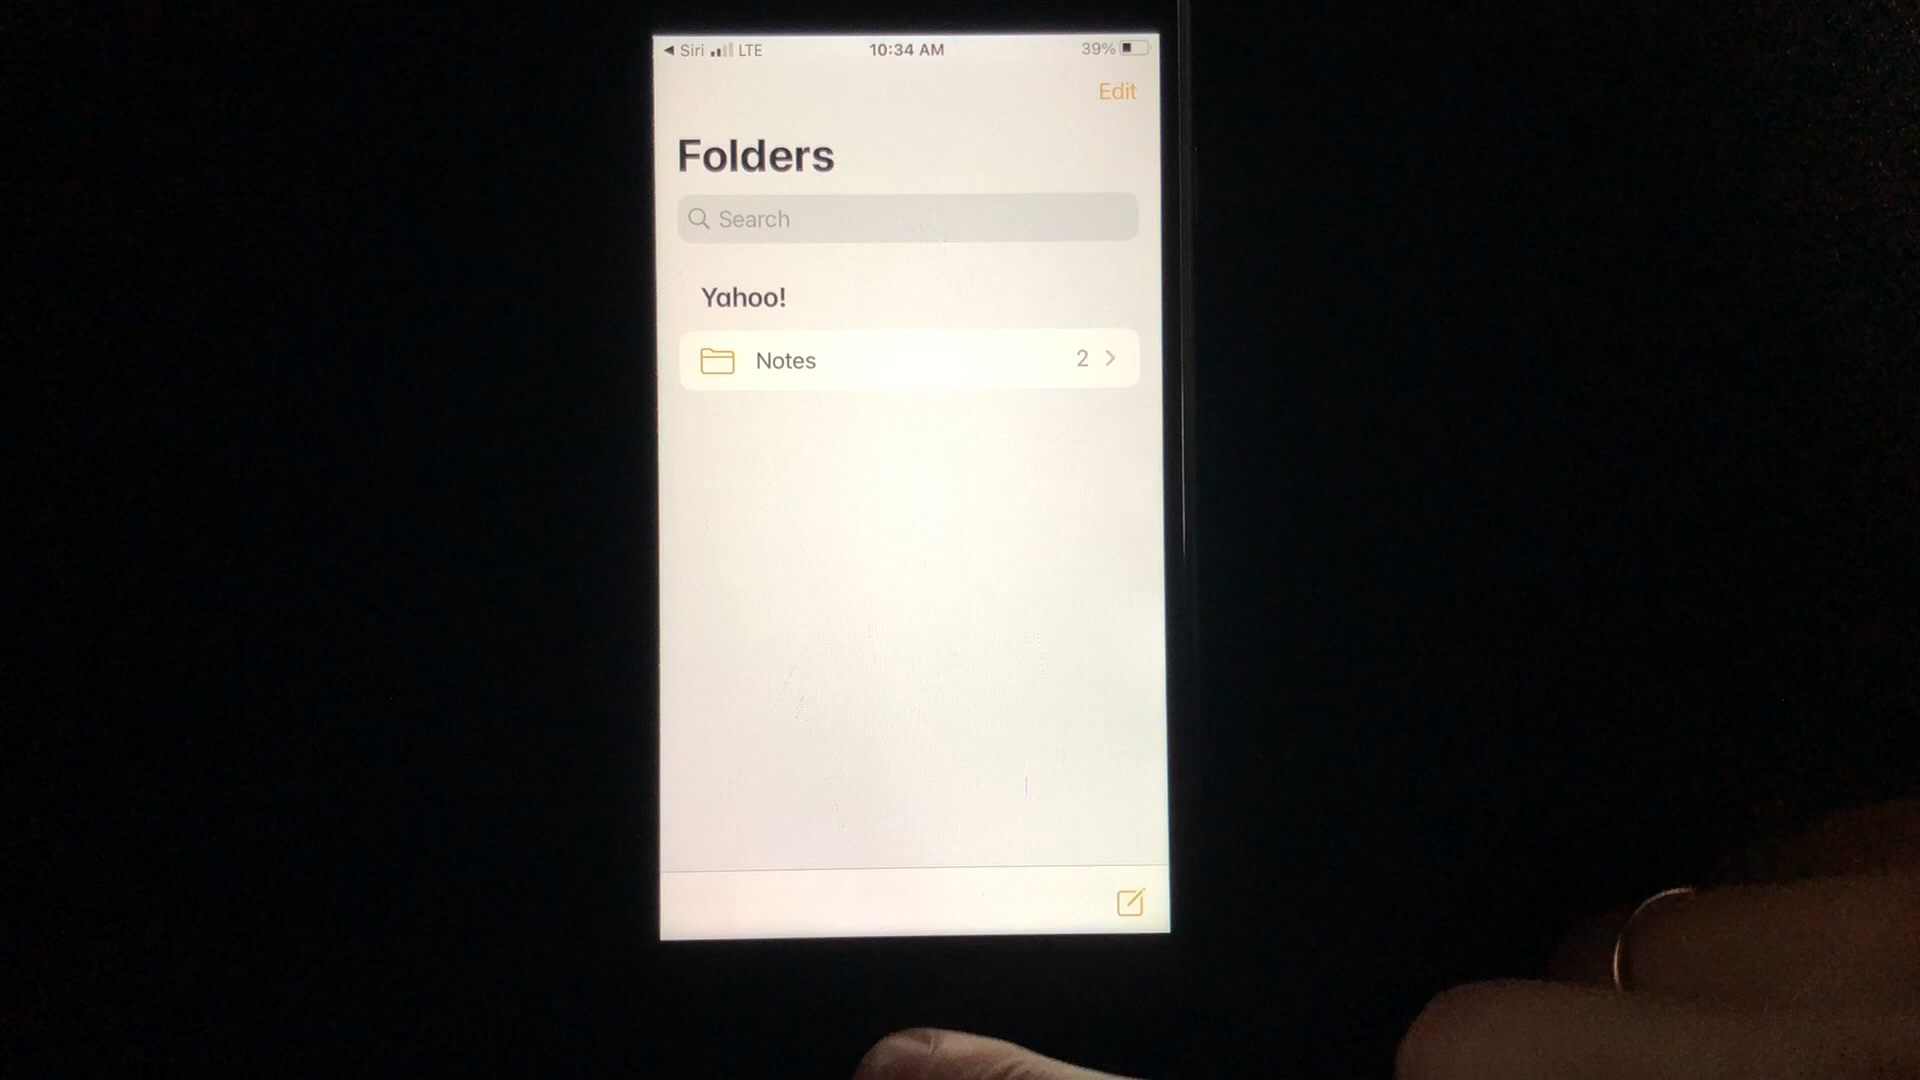 ◀ Siri LTE 10:34 AM 39%
Edit
Folders
Search
Yahoo!
Notes 2